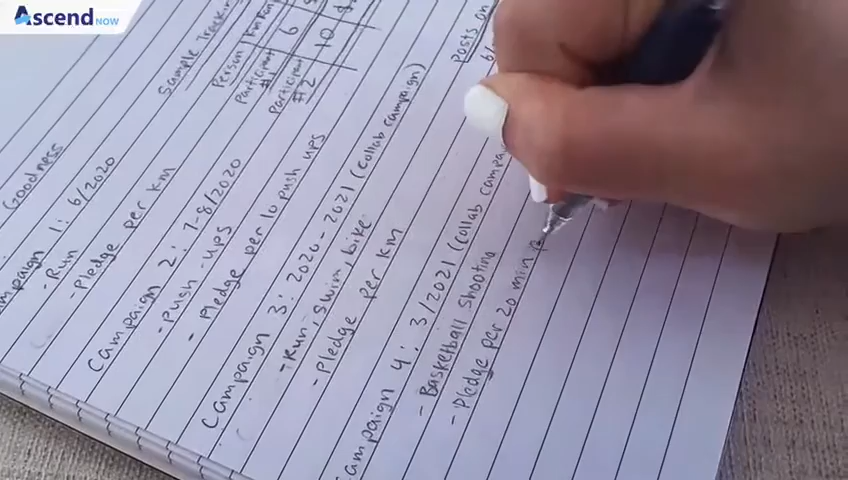 Ascend NOW
Sample Tracking
Person
Participant #1 6
Participant #2 10
Posts on
Goodness
Campaign 1: 6/2020
- Run
- Pledge per km
Campaign 2: 7-8/2020
- Push-ups
- Pledge per 10 push ups
Campaign 3: 2020-2021 (collab campaign)
- Run, swim, bike
- Pledge per km
Campaign 4: 3/2021 (collab campa
- Basketball shooting
- Pledge per 20 min